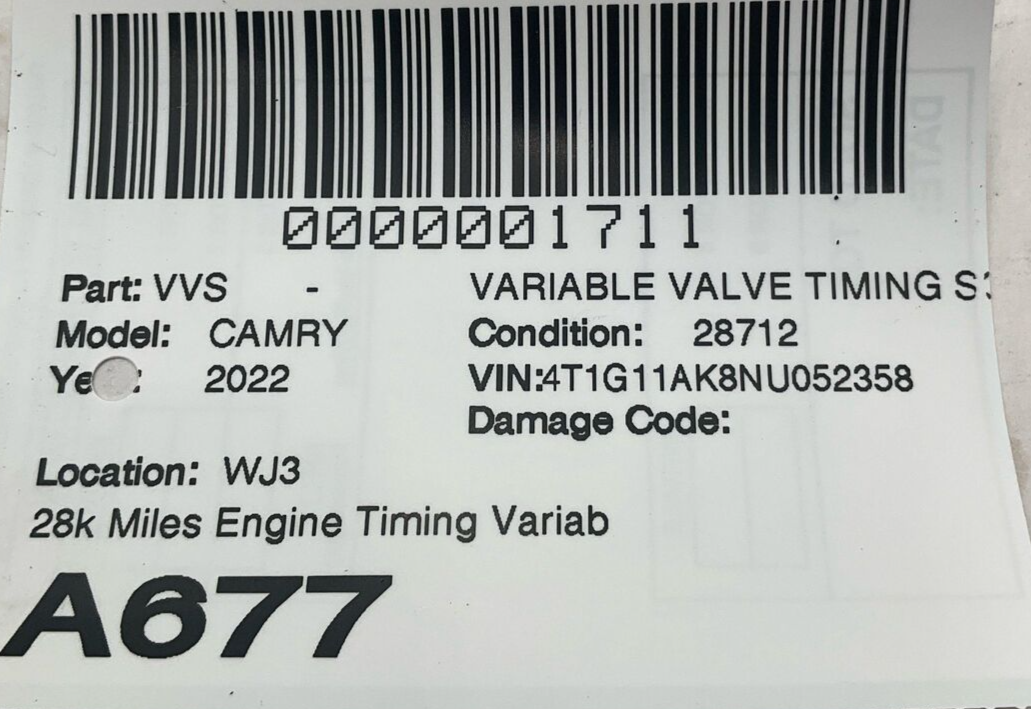 0000001711
Part: VVS - VARIABLE VALVE TIMING
Model: CAMRY Condition: 28712
2022 VIN:4T1G11AK8NU052358
Damage Code:
Location: WJ3
28k Miles Engine Timing Variab
A677